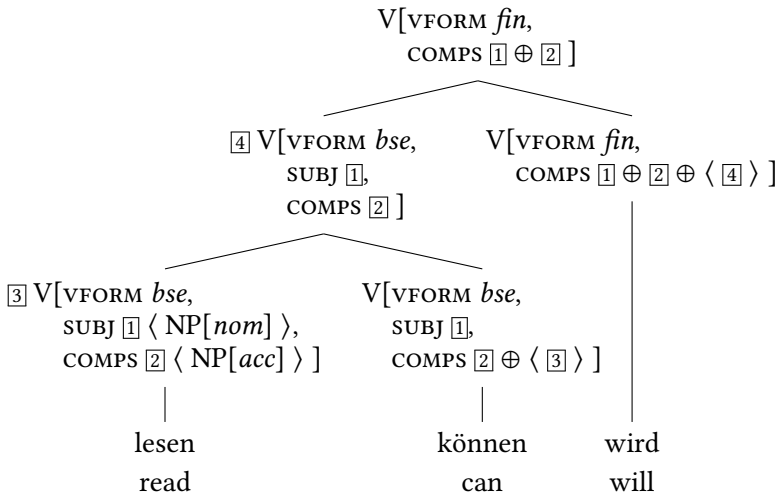 V[VFORM fin,
COMPS 1 ⊕ 2 ]
4 V[VFORM bse,
SUBJ 1,
COMPS 2 ]
V[VFORM fin,
COMPS 1 ⊕ 2 ⊕ ⟨ 4 ⟩ ]
3 V[VFORM bse,
SUBJ 1 ⟨ NP[nom] ⟩,
COMPS 2 ⟨ NP[acc] ⟩ ]
V[VFORM bse,
SUBJ 1,
COMPS 2 ⊕ ⟨ 3 ⟩ ]
lesen können wird
read can will